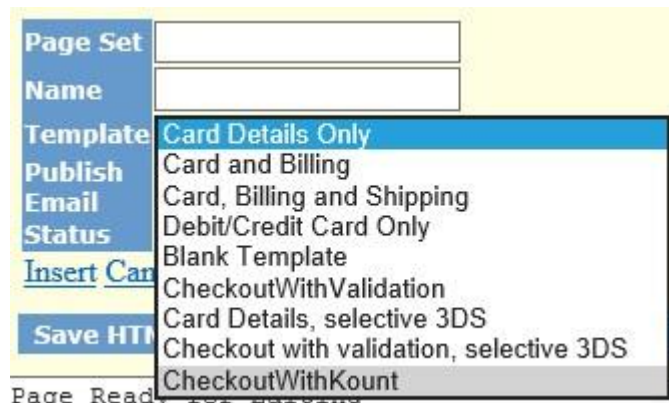 Page Set
Name
Template Card Details Only
Card and Billing
Publish
Card, Billing and Shipping
Email
Debit/Credit Card Only
Status
Blank Template
Insert Can
CheckoutWithValidation
Card Details, selective 3DS
Save HTM
Checkout with validation, selective 3DS
CheckoutWithKount
Page Ready